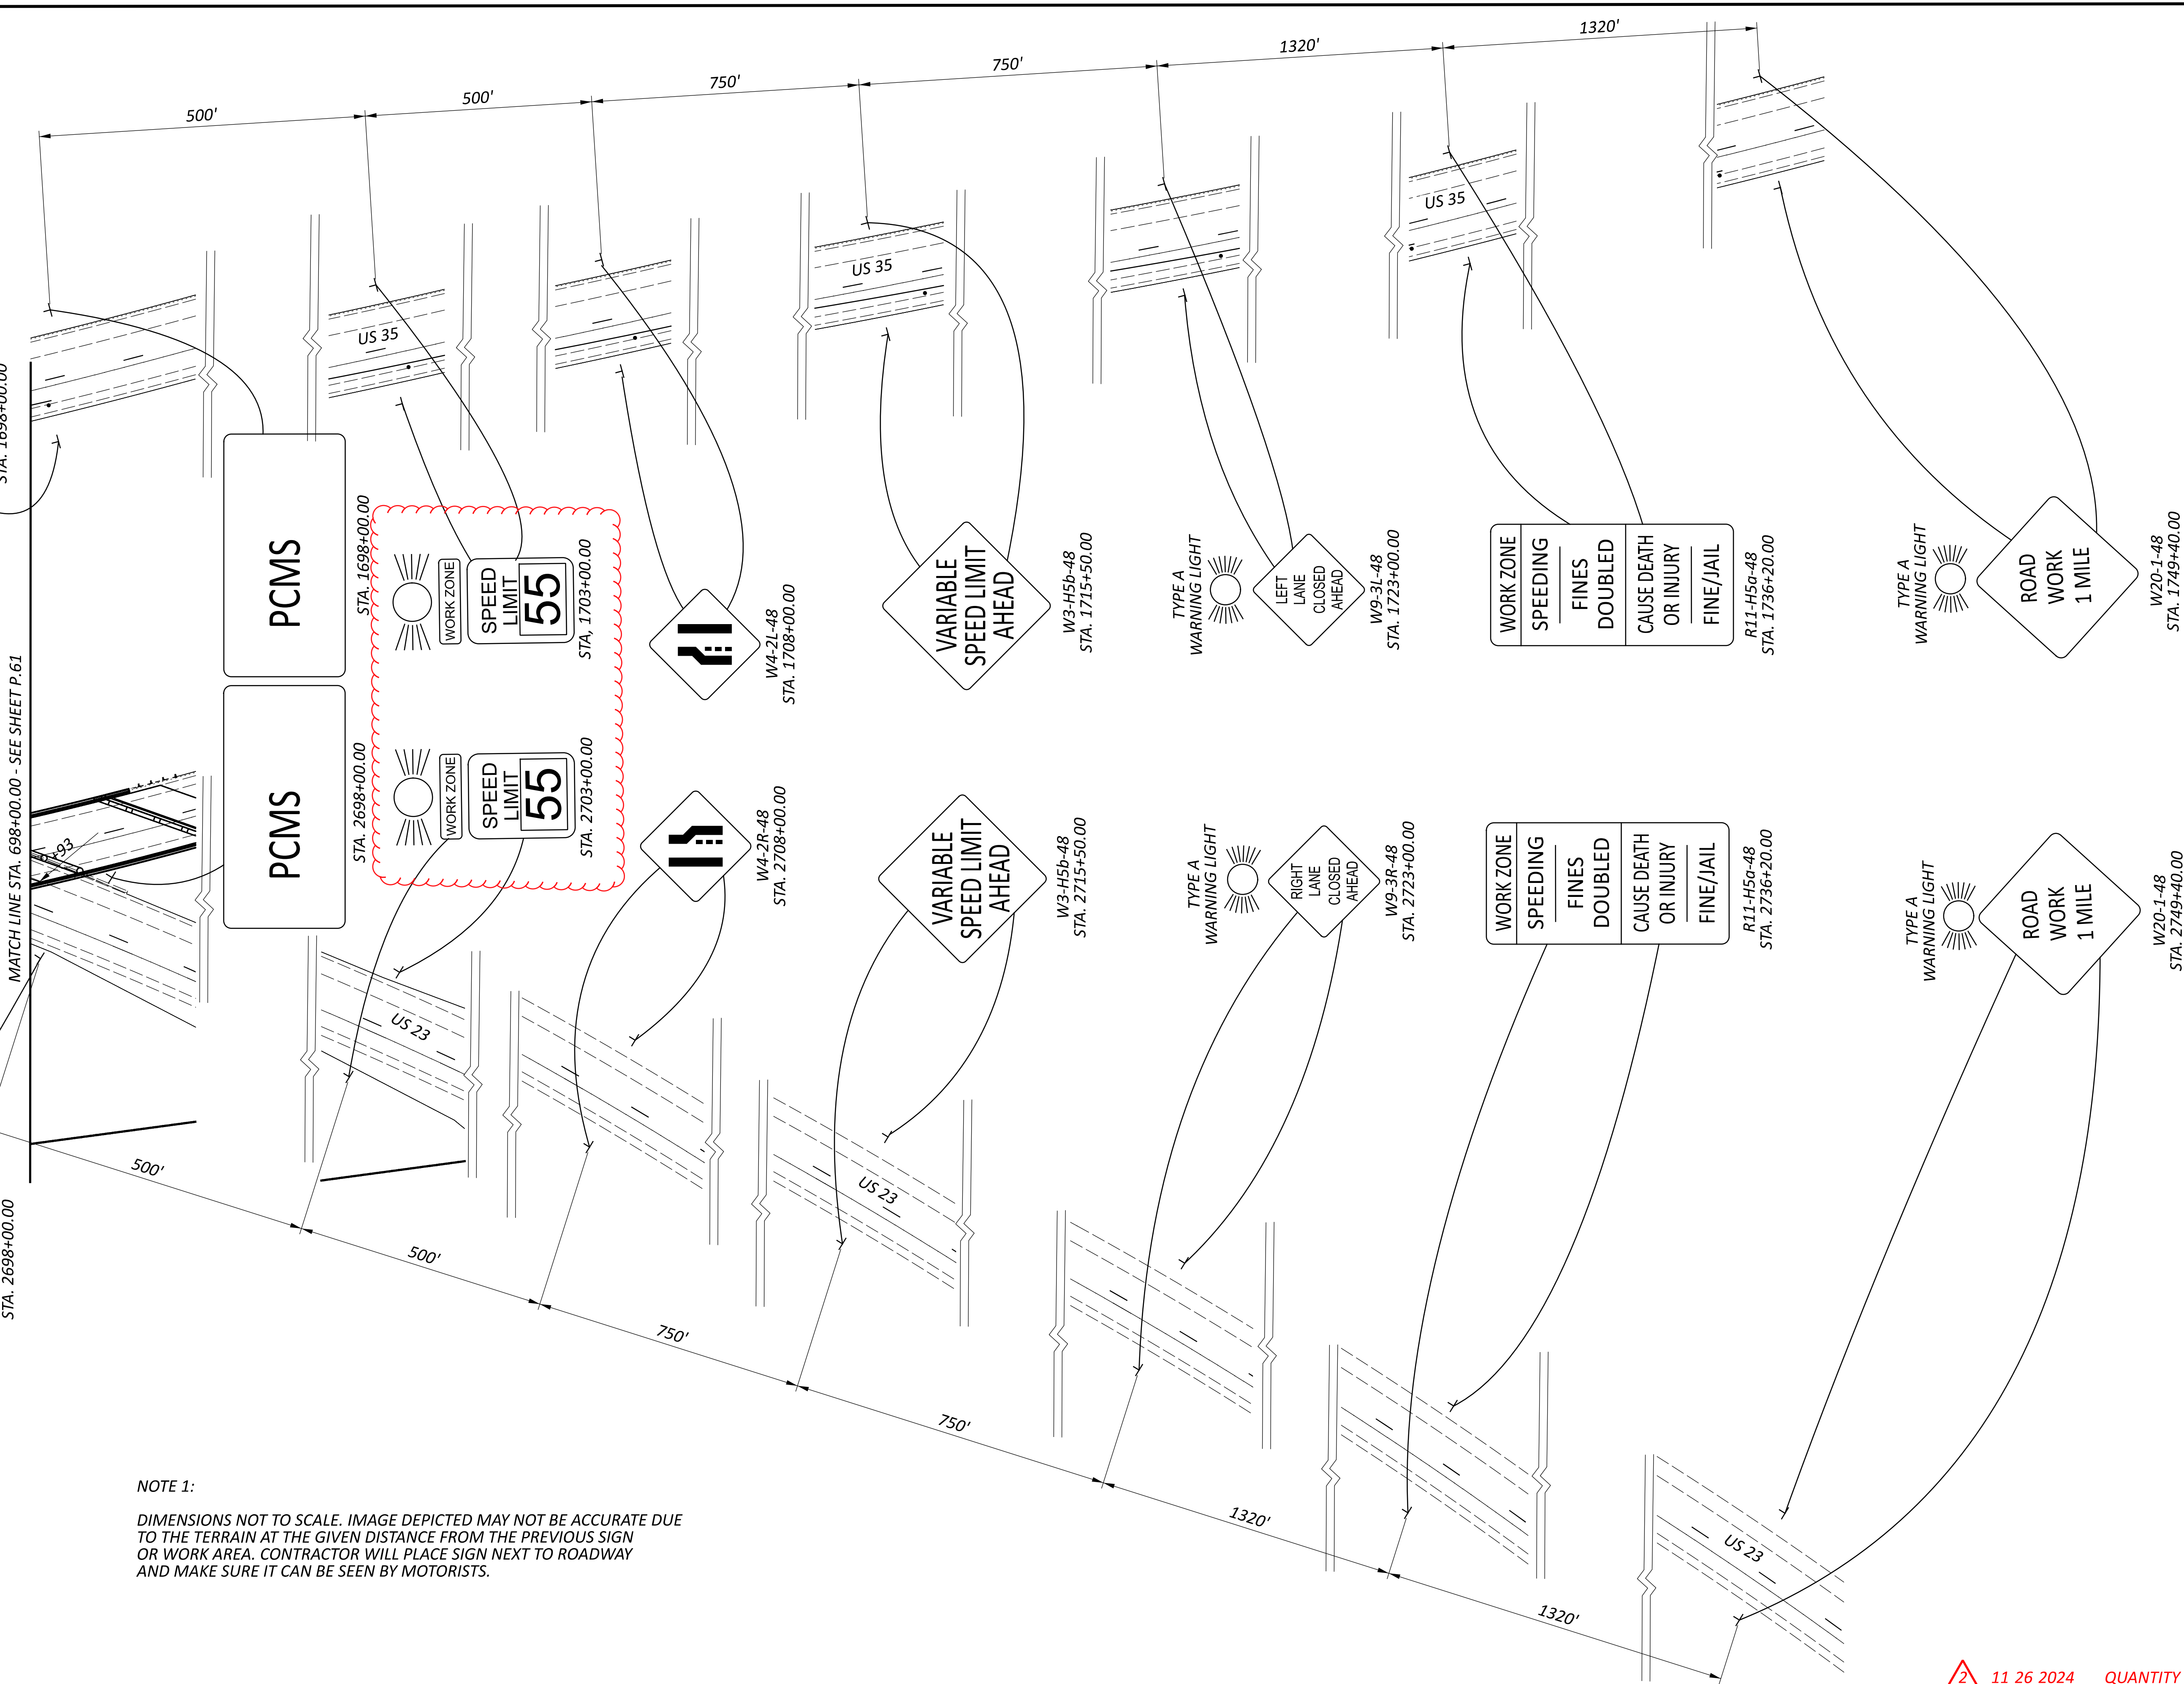 500'
500'
750'
750'
1320'
1320'
US 35
US 35
US 35
STA. 1698+00.00
MATCH LINE STA. 698+00.00 - SEE SHEET P.61
STA. 2698+00.00
PCMS
STA. 1698+00.00
WORK ZONE
SPEED
LIMIT
55
STA, 1703+00.00
W4-2L-48
STA. 1708+00.00
VARIABLE
SPEED LIMIT
AHEAD
W3-H5b-48
STA. 1715+50.00
TYPE A
WARNING LIGHT
LEFT
LANE
CLOSED
AHEAD
W9-3L-48
STA. 1723+00.00
WORK ZONE
SPEEDING
FINES
DOUBLED
CAUSE DEATH
OR INJURY
FINE/JAIL
R11-H5a-48
STA. 1736+20.00
TYPE A
WARNING LIGHT
ROAD
WORK
1 MILE
W20-1-48
STA. 1749+40.00
+93
PCMS
STA. 2698+00.00
WORK ZONE
SPEED
LIMIT
55
STA. 2703+00.00
W4-2R-48
STA. 2708+00.00
VARIABLE
SPEED LIMIT
AHEAD
W3-H5b-48
STA. 2715+50.00
TYPE A
WARNING LIGHT
RIGHT
LANE
CLOSED
AHEAD
W9-3R-48
STA. 2723+00.00
WORK ZONE
SPEEDING
FINES
DOUBLED
CAUSE DEATH
OR INJURY
FINE/JAIL
R11-H5a-48
STA. 2736+20.00
TYPE A
WARNING LIGHT
ROAD
WORK
1 MILE
W20-1-48
STA. 2749+40.00
US 23
US 23
US 23
500'
500'
750'
750'
1320'
1320'
NOTE 1:
DIMENSIONS NOT TO SCALE. IMAGE DEPICTED MAY NOT BE ACCURATE DUE
TO THE TERRAIN AT THE GIVEN DISTANCE FROM THE PREVIOUS SIGN
OR WORK AREA. CONTRACTOR WILL PLACE SIGN NEXT TO ROADWAY
AND MAKE SURE IT CAN BE SEEN BY MOTORISTS.
2 11 26 2024 QUANTITY